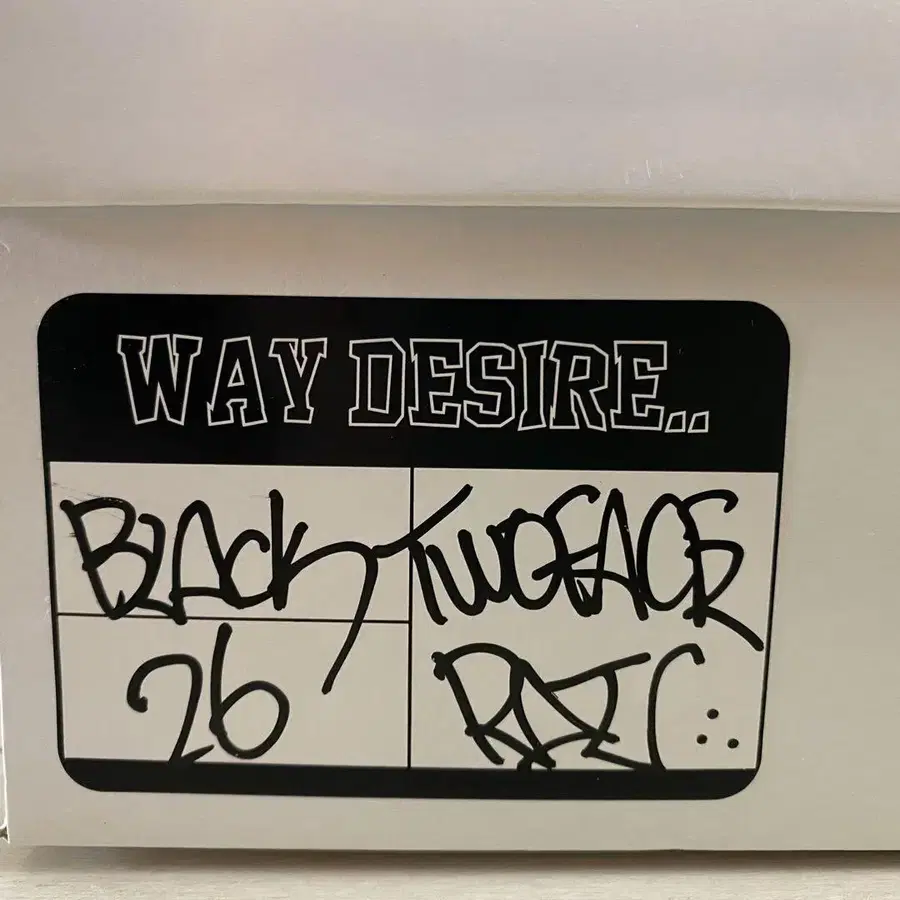 WAY DESIRE..
BLACK
TWOFACE
26